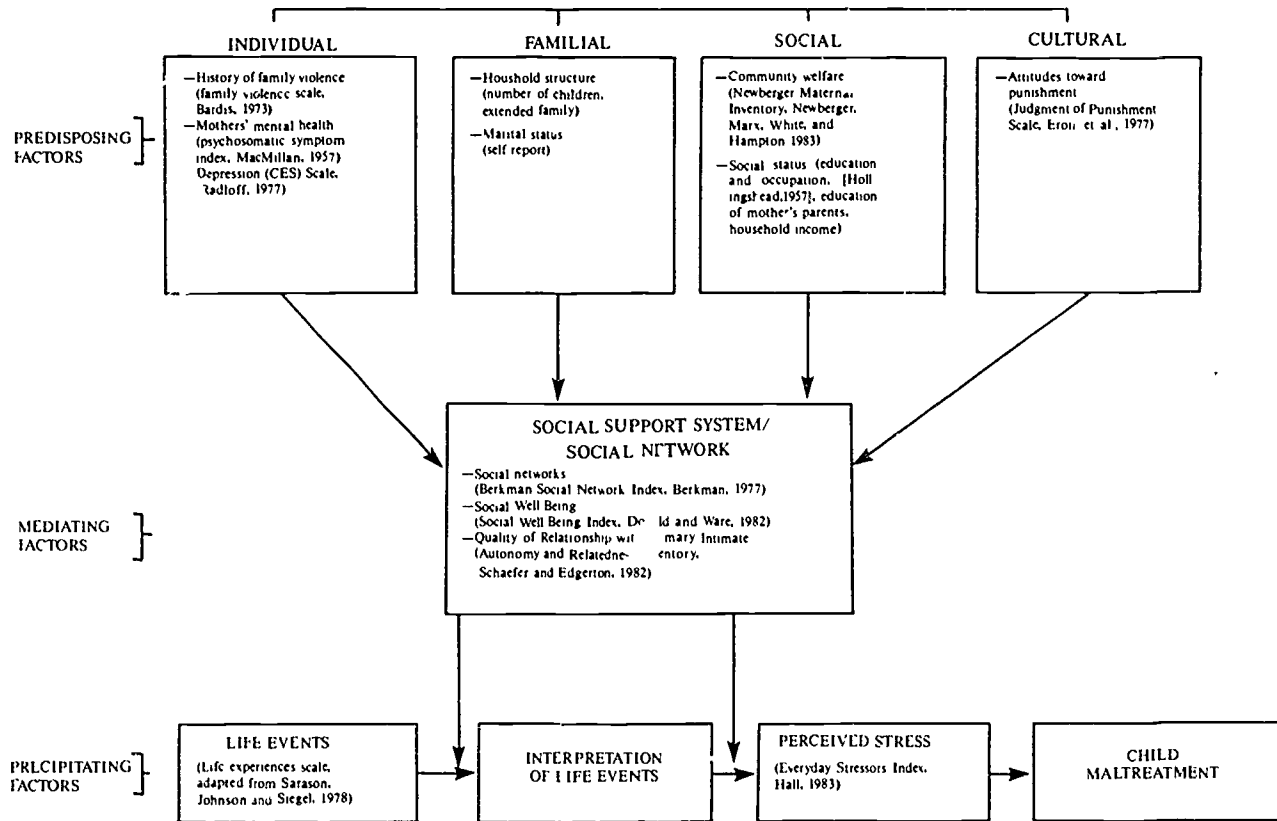 INDIVIDUAL
—History of family violence
(family violence scale,
Bardis, 1973)
—Mothers' mental health
(psychosomatic symptom
index, MacMillan, 1957)
Depression (CES) Scale,
Radloff, 1977)
FAMILIAL
—Houshold structure
(number of children,
extended family)
—Marital status
(self report)
SOCIAL
—Community welfare
(Newberger Maternal
Inventory, Newberger,
Marx, White, and
Hampton 1983)
—Social status (education
and occupation, [Holl
ingshead,1957], education
of mother's parents,
household income)
CULTURAL
—Attitudes toward
punishment
(Judgment of Punishment
Scale, et al, 1977)
PREDISPOSING
FACTORS
SOCIAL SUPPORT SYSTEM/
SOCIAL NETWORK
—Social networks
(Berkman Social Network Index, Berkman, 1977)
—Social Well Being
(Social Well Being Index, and Ware, 1982)
—Quality of Relationship Intimate
(Autonomy and
Schaefer and Edgerton, 1982)
MEDIATING
FACTORS
PRECIPITATING
FACTORS
LIFE EVENTS
(Life experiences scale,
adapted from Sarason,
Johnson and Siegel, 1978)
INTERPRETATION
OF LIFE EVENTS
PERCEIVED STRESS
(Everyday Stressors Index,
Hall, 1983)
CHILD
MALTREATMENT